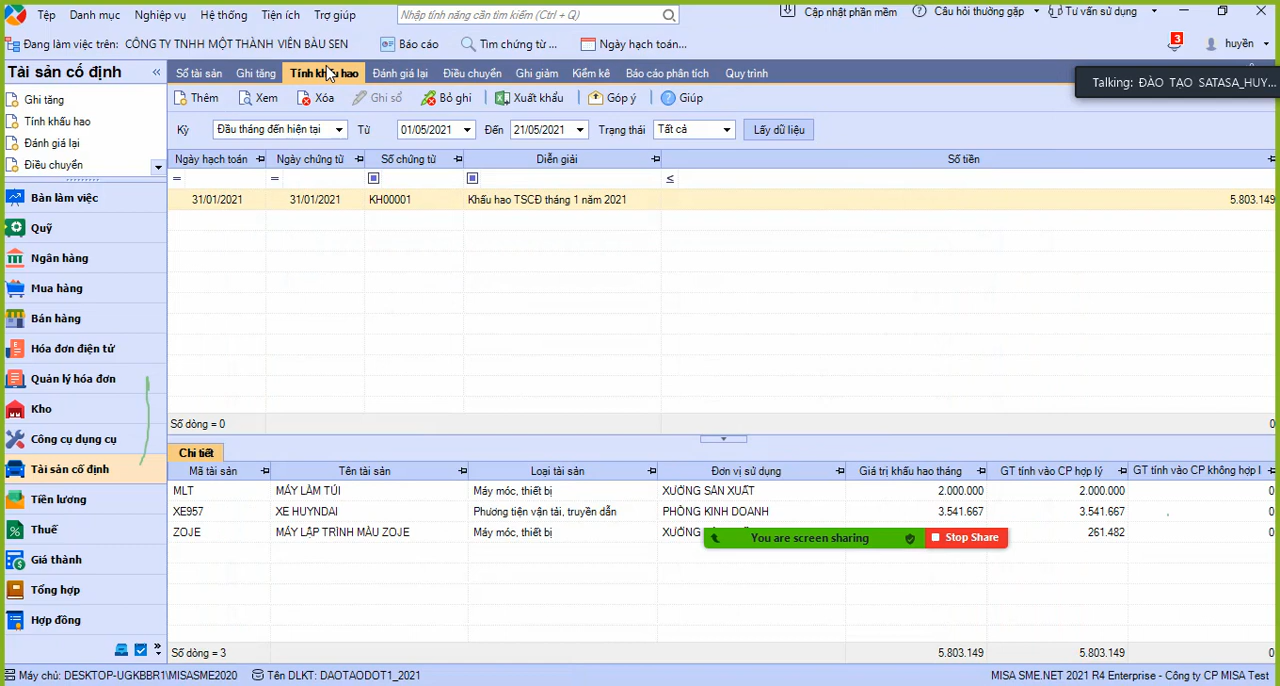 Tệp Danh mục Nghiệp vụ Hệ thống Tiện ích Trợ giúp Nhập tính năng cần tìm kiếm (Ctrl + Q) Cập nhật phần mềm Câu hỏi thường gặp Tư vấn sử dụng
Đang làm việc trên: CÔNG TY TNHH MỘT THÀNH VIÊN BÀU SEN Báo cáo Tìm chứng từ ... Ngày hạch toán... 3 huyền
Tài sản cố định «
Sổ tài sản Ghi tăng Tính khấu hao Đánh giá lại Điều chuyển Ghi giảm Kiểm kê Báo cáo phân tích Quy trình
Talking: ĐÀO TẠO SATASA_HUY...
Ghi tăng
Tính khấu hao
Đánh giá lại
Điều chuyển
Thêm Xem Xóa Ghi sổ Bỏ ghi Xuất khẩu Góp ý Giúp
Kỳ Đầu tháng đến hiện tại Từ 01/05/2021 Đến 21/05/2021 Trạng thái Tất cả Lấy dữ liệu
Ngày hạch toán Ngày chứng từ Số chứng từ Diễn giải Số tiền
= = ≤
31/01/2021 31/01/2021 KH00001 Khấu hao TSCĐ tháng 1 năm 2021 5.803.149
Số dòng = 0 0
Bàn làm việc
Quỹ
Ngân hàng
Mua hàng
Bán hàng
Hóa đơn điện tử
Quản lý hóa đơn
Kho
Công cụ dụng cụ
Tài sản cố định
Tiền lương
Thuế
Giá thành
Tổng hợp
Hợp đồng
»
Chi tiết
Mã tài sản Tên tài sản Loại tài sản Đơn vị sử dụng Giá trị khấu hao tháng GT tính vào CP hợp lý GT tính vào CP không hợp l
MLT MÁY LÀM TÚI Máy móc, thiết bị XƯỞNG SẢN XUẤT 2.000.000 2.000.000 0
XE957 XE HUYNDAI Phương tiện vận tải, truyền dẫn PHÒNG KINH DOANH 3.541.667 3.541.667 0
ZOJE MÁY LẬP TRÌNH MÀU ZOJE Máy móc, thiết bị XƯỞNG 261.482 0
You are screen sharing Stop Share
Số dòng = 3 5.803.149 5.803.149 0
Máy chủ: DESKTOP-UGKBBR1\MISASME2020 Tên DLKT: DAOTAODOT1_2021 MISA SME.NET 2021 R4 Enterprise - Công ty CP MISA Test